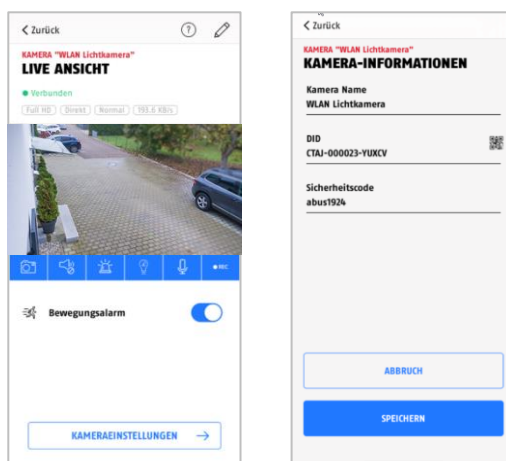 Zurück
?
KAMERA "WLAN Lichtkamera"
LIVE ANSICHT
Verbunden
Full HD Direkt Normal 193.6 KB/s
REC
Bewegungsalarm
KAMERAEINSTELLUNGEN
Zurück
KAMERA "WLAN Lichtkamera"
KAMERA-INFORMATIONEN
Kamera Name
WLAN Lichtkamera
DID
CTAJ-000023-YUXCV
Sicherheitscode
abus1924
ABBRUCH
SPEICHERN